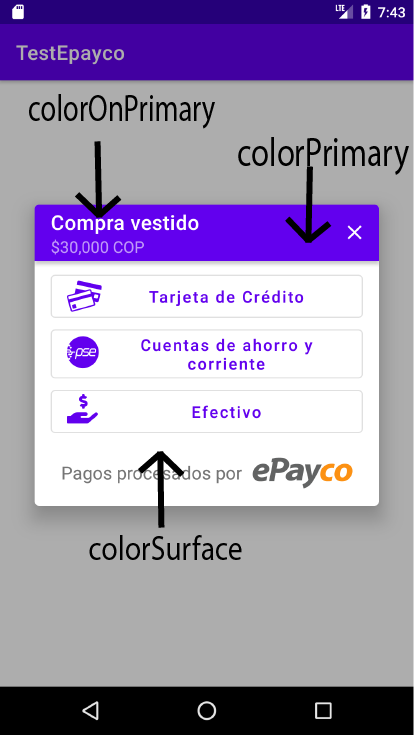 LTE 7:43
TestEpayco
colorOnPrimary
colorPrimary
Compra vestido
$30,000 COP
Tarjeta de Crédito
pse
Cuentas de ahorro y
corriente
Efectivo
Pagos procesados por ePayco
colorSurface